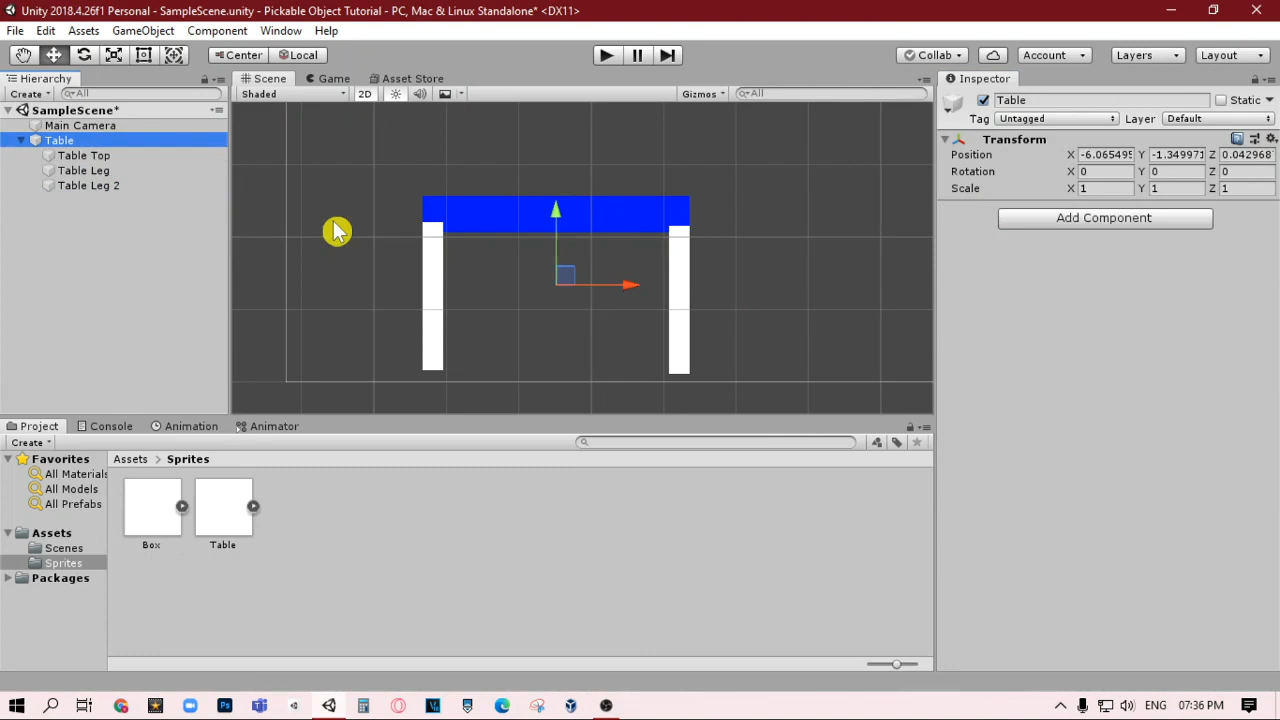 Unity 2018.4.26f1 Personal - SampleScene.unity - Pickable Object Tutorial - PC, Mac & Linux Standalone* <DX11>
File Edit Assets GameObject Component Window Help
Center Local Collab Account Layers Layout
Hierarchy
Create All
SampleScene*
Main Camera
Table
Table Top
Table Leg
Table Leg 2
Scene Game Asset Store
Shaded 2D Gizmos All
Inspector
Table Static
Tag Untagged Layer Default
Transform
Position X -6.065495 Y -1.349971 Z 0.042968
Rotation X 0 Y 0 Z 0
Scale X 1 Y 1 Z 1
Add Component
Project Console Animation Animator
Create
Favorites
All Materials
All Models
All Prefabs
Assets
Scenes
Sprites
Packages
Assets Sprites
Box Table
ENG 07:36 PM